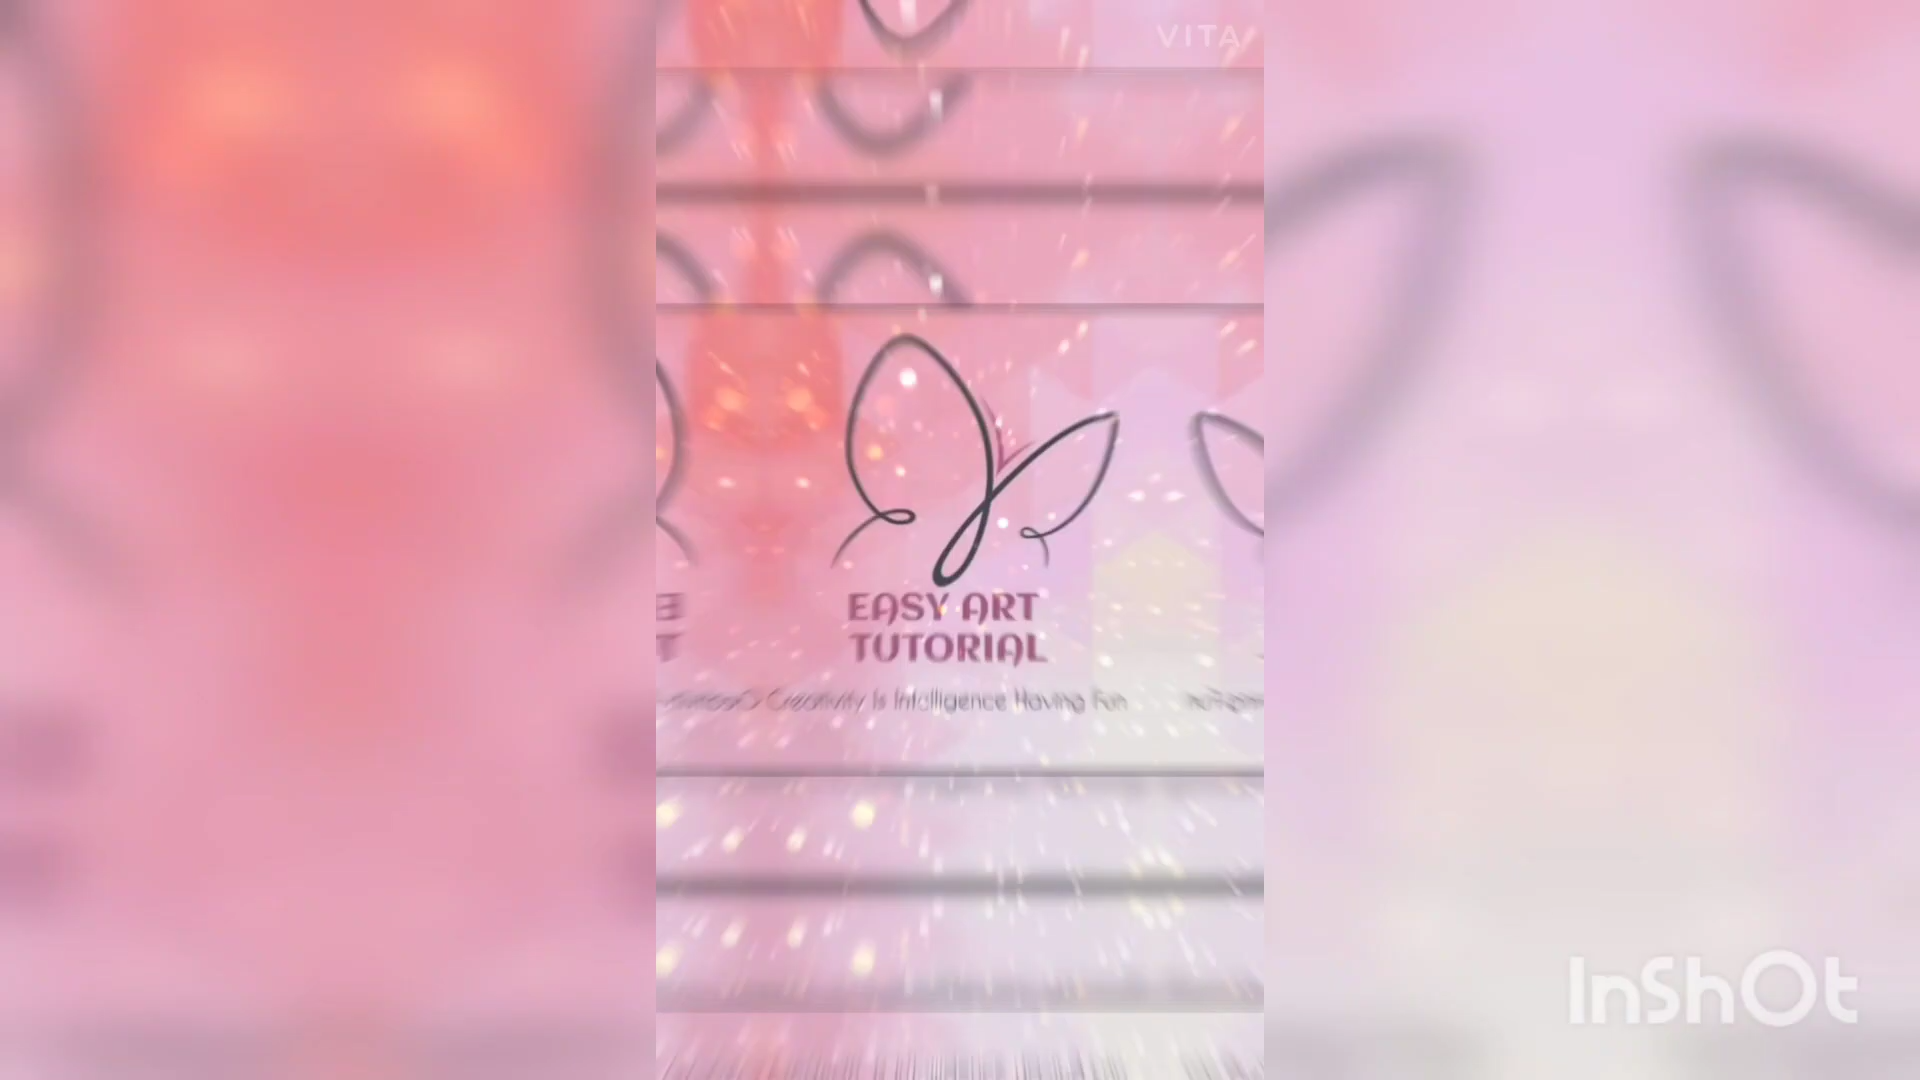 VITA
EASY ART
TUTORIAL
Creativity Is Intelligence Having Fun
InShOt